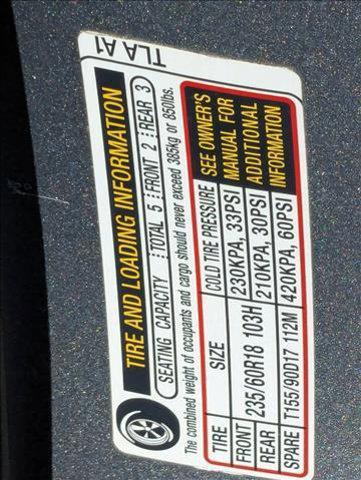 TLA A1
TIRE AND LOADING INFORMATION
SEATING CAPACITY TOTAL 5 FRONT 2 REAR 3
The combined weight of occupants and cargo should never exceed 385kg or 850lbs.
TIRE SIZE COLD TIRE PRESSURE SEE OWNER'S
MANUAL FOR
ADDITIONAL
INFORMATION
FRONT 235/60R18 103H 230KPA, 33PSI
REAR 210KPA, 30PSI
SPARE T155/90D17 112M 420KPA, 60PSI